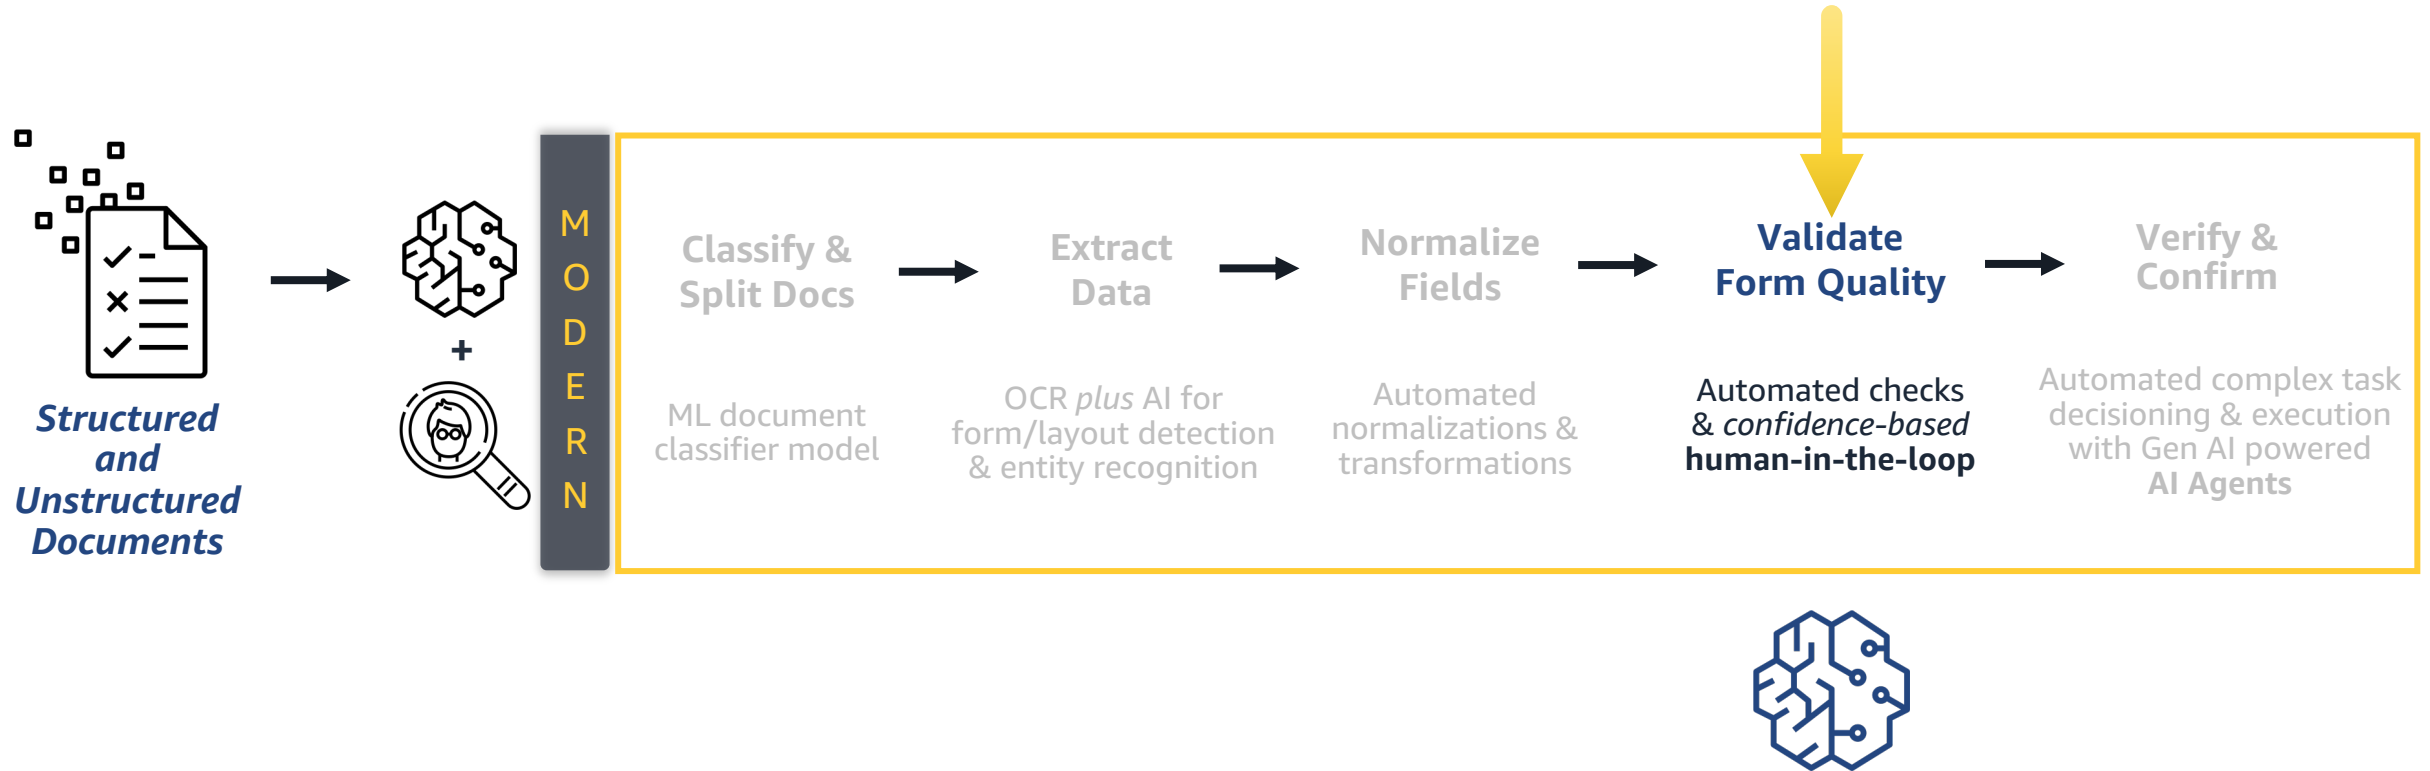 Structured
and
Unstructured
Documents
+
MODERN
Classify &
Split Docs
ML document
classifier model
Extract
Data
OCR plus AI for
form/layout detection
& entity recognition
Normalize
Fields
Automated
normalizations &
transformations
Validate
Form Quality
Automated checks
& confidence-based
human-in-the-loop
Verify &
Confirm
Automated complex task
decisioning & execution
with Gen AI powered
AI Agents